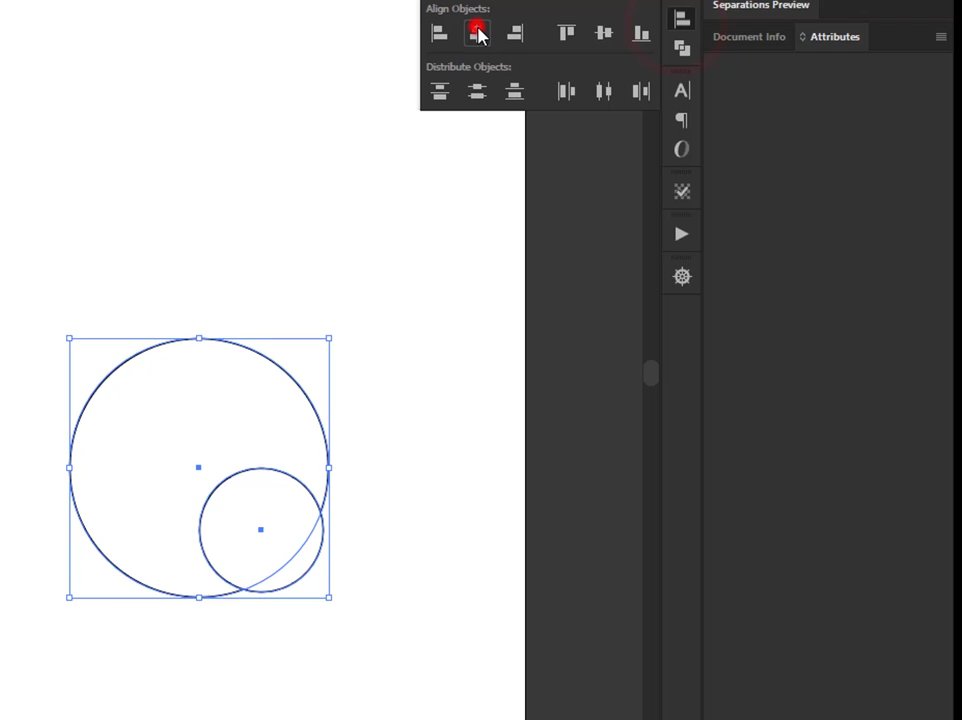 Align Objects:
Separations Preview
Document Info
Attributes
Distribute Objects: